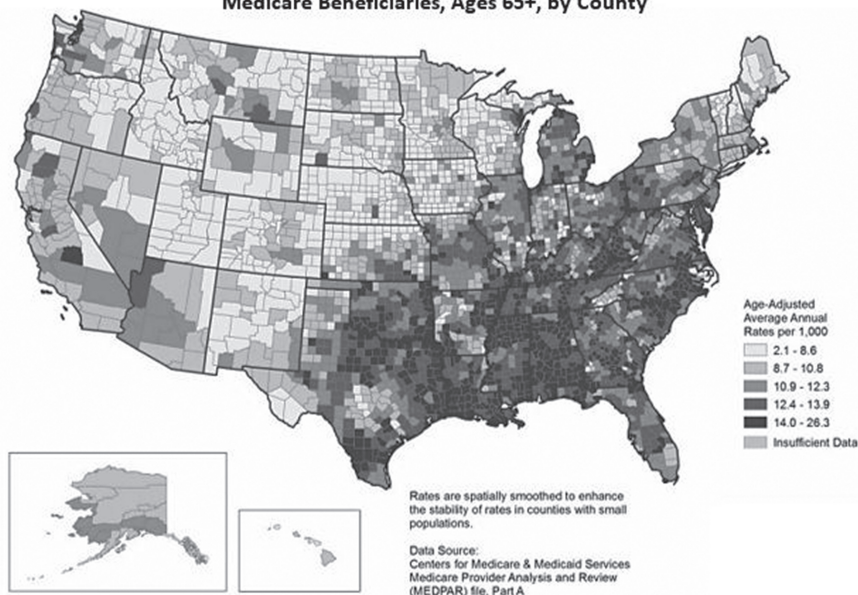 Medicare Beneficiaries, Ages 65+, by County
Age-Adjusted
Average Annual
Rates per 1,000
2.1 - 8.6
8.7 - 10.8
10.9 - 12.3
12.4 - 13.9
14.0 - 26.3
Insufficient Data
Rates are spatially smoothed to enhance
the stability of rates in counties with small
populations.
Data Source:
Centers for Medicare & Medicaid Services
Medicare Provider Analysis and Review
(MEDPAR) file, Part A